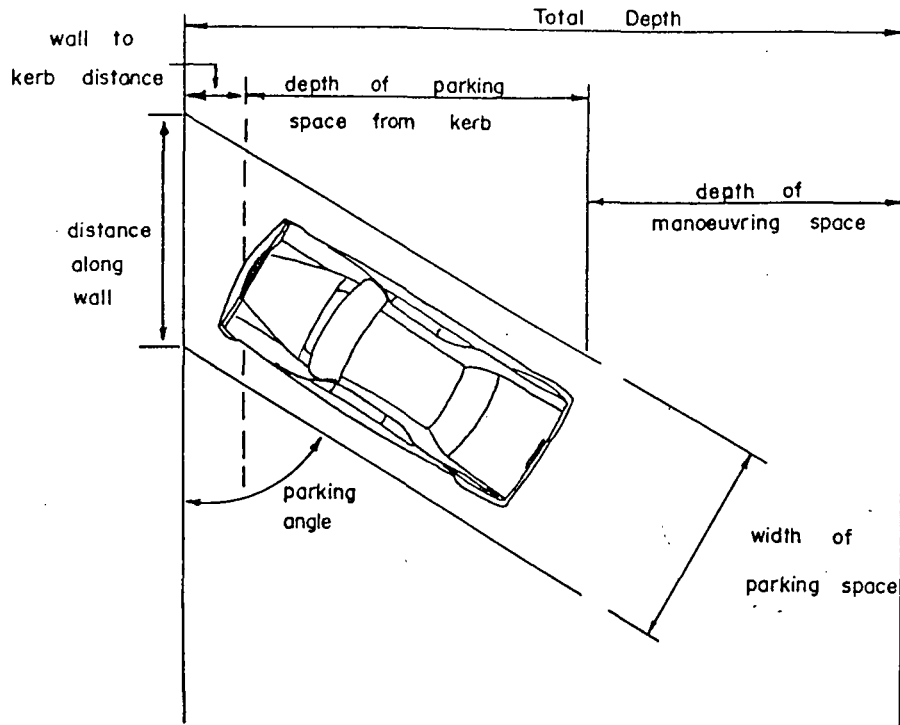 Total Depth
wall to
kerb distance
depth of parking
space from kerb
depth of
manoeuvring space
distance
along
wall
parking
angle
width of
parking space